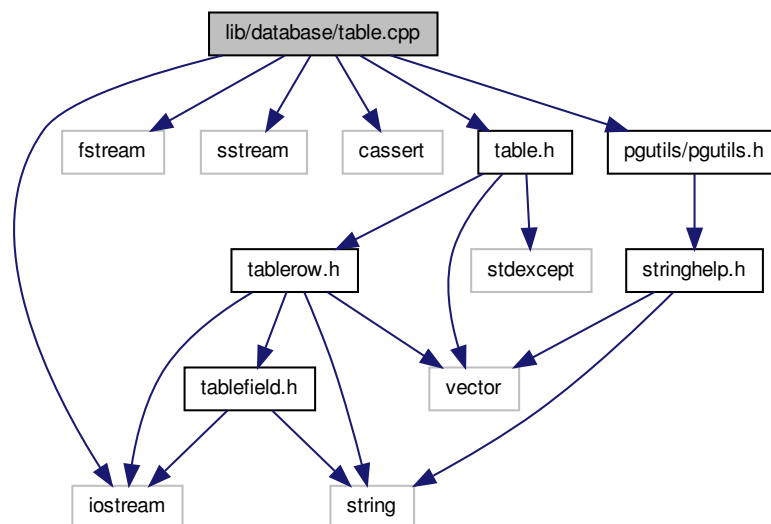 lib/database/table.cpp
fstream
sstream
cassert
table.h
pgutils/pgutils.h
tablerow.h
stdexcept
stringhelp.h
tablefield.h
vector
iostream
string